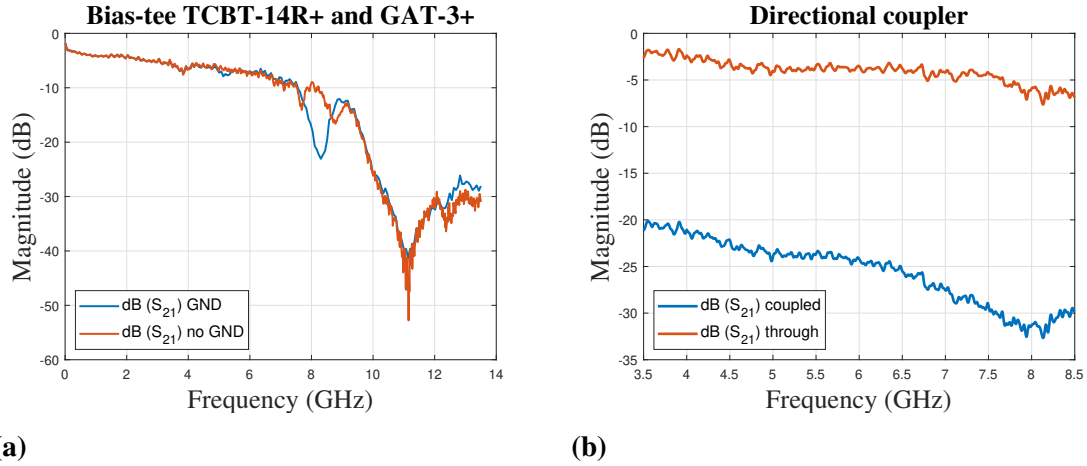 Bias-tee TCBT-14R+ and GAT-3+
0
-10
-20
-30
-40
-50
-60
Magnitude (dB)
dB (S21) GND
dB (S21) no GND
0 2 4 6 8 10 12 14
Frequency (GHz)
(a)
Directional coupler
0
-5
-10
-15
-20
-25
-30
-35
Magnitude (dB)
dB (S21) coupled
dB (S21) through
3.5 4 4.5 5 5.5 6 6.5 7 7.5 8 8.5
Frequency (GHz)
(b)